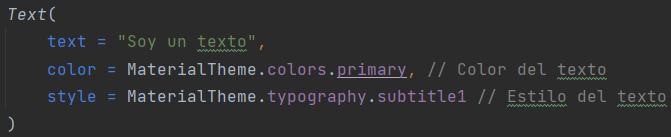 Text(
    text = "Soy un texto",
    color = MaterialTheme.colors.primary, // Color del texto
    style = MaterialTheme.typography.subtitle1 // Estilo del texto
)